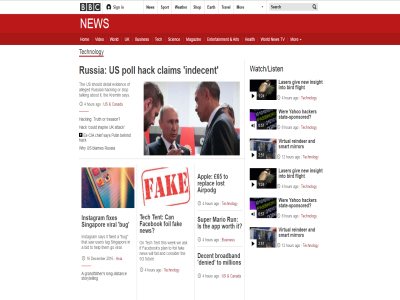 BBC Sign in News Sport Weather Shop Earth Travel More Search
NEWS
Home Video World UK Business Tech Science Magazine Entertainment & Arts Health World News TV More
Technology
Russia: US poll hack claims 'indecent'
The US should detail evidence of
alleged Russian hacking or stop
talking about it, the Kremlin says
4 hours ago US & Canada
Hacking: Truth or treason?
Hack 'could inspire UK attack'
Ex-CIA chief says Putin behind
hack
Why US blames Russia
Watch/Listen
Lasers give new insight
into bird flight
9 hours ago Technology
Were Yahoo hackers
state-sponsored?
8 hours ago Technology
Virtual reindeer and
smart mirrors
12 hours ago Technology
Lasers give new insight
into bird flight
9 hours ago Technology
Were Yahoo hackers
state-sponsored?
8 hours ago Technology
Virtual reindeer and
smart mirrors
12 hours ago Technology
Instagram fixes
Singapore viral 'bug'
Instagram says it fixed a "bug"
that saw users tag Singapore in
a bid to help them go viral
16 December 2016 Asia
A grandfather's long-distance
storytelling
FAKE
Tech Tent: Can
Facebook foil fake
news?
On Tech Tent this week we ask
if Facebook's plan to foil fake
news will fail and consider the
5G future
4 hours ago Technology
Apple: £65 to
replace lost
Airpodg
4 hours ago Technology
Super Mario Run:
Is the app worth it?
4 hours ago Business
Decent broadband
'denied' to millions
4 hours ago US & Canada